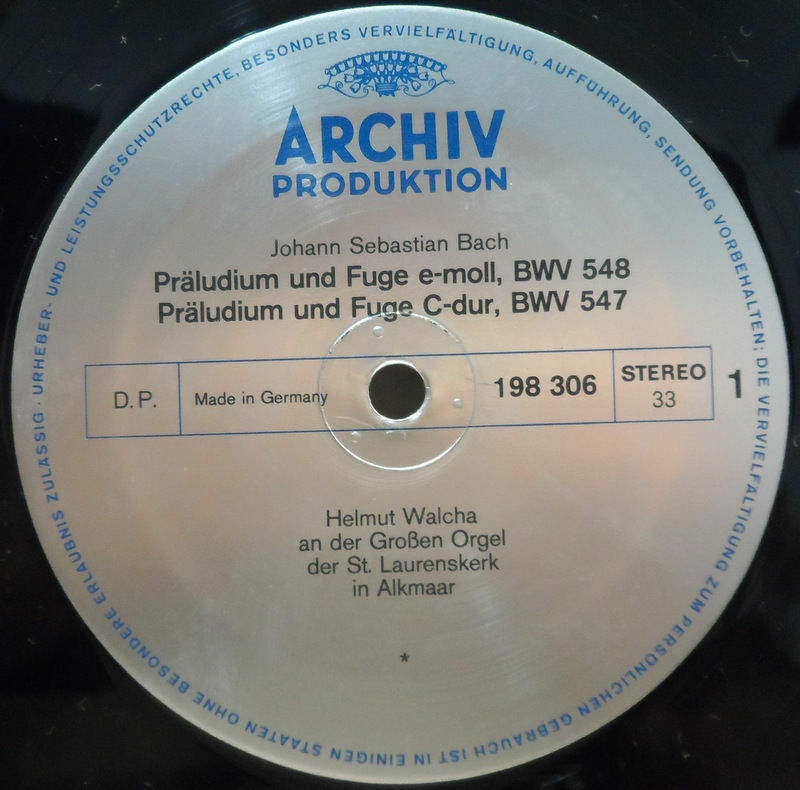 URHEBER- UND LEISTUNGSSCHUTZRECHTE, BESONDERS VERVIELFÄLTIGUNG, AUFFÜHRUNG, SENDUNG VORBEHALTEN; DIE VERVIELFÄLTIGUNG ZUM PERSÖNLICHEN GEBRAUCH IST IN EINIGEN STAATEN OHNE BESONDERE ERLAUBNIS ZULÄSSIG ·
ARCHIV
PRODUKTION
Johann Sebastian Bach
Präludium und Fuge e-moll, BWV 548
Präludium und Fuge C-dur, BWV 547
D.P. Made in Germany 198 306 STEREO 1
33
Helmut Walcha
an der Großen Orgel
der St. Laurenskerk
in Alkmaar
*